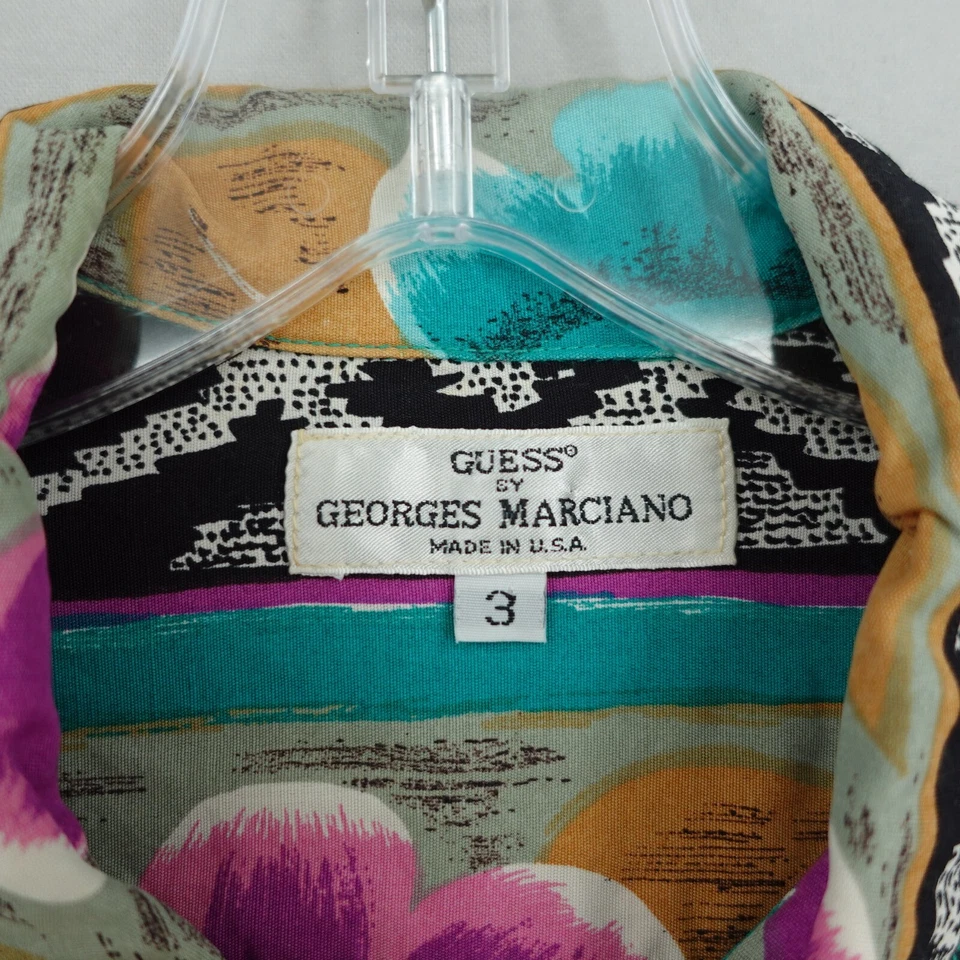 GUESS®
BY
GEORGES MARCIANO
MADE IN U.S.A.
3